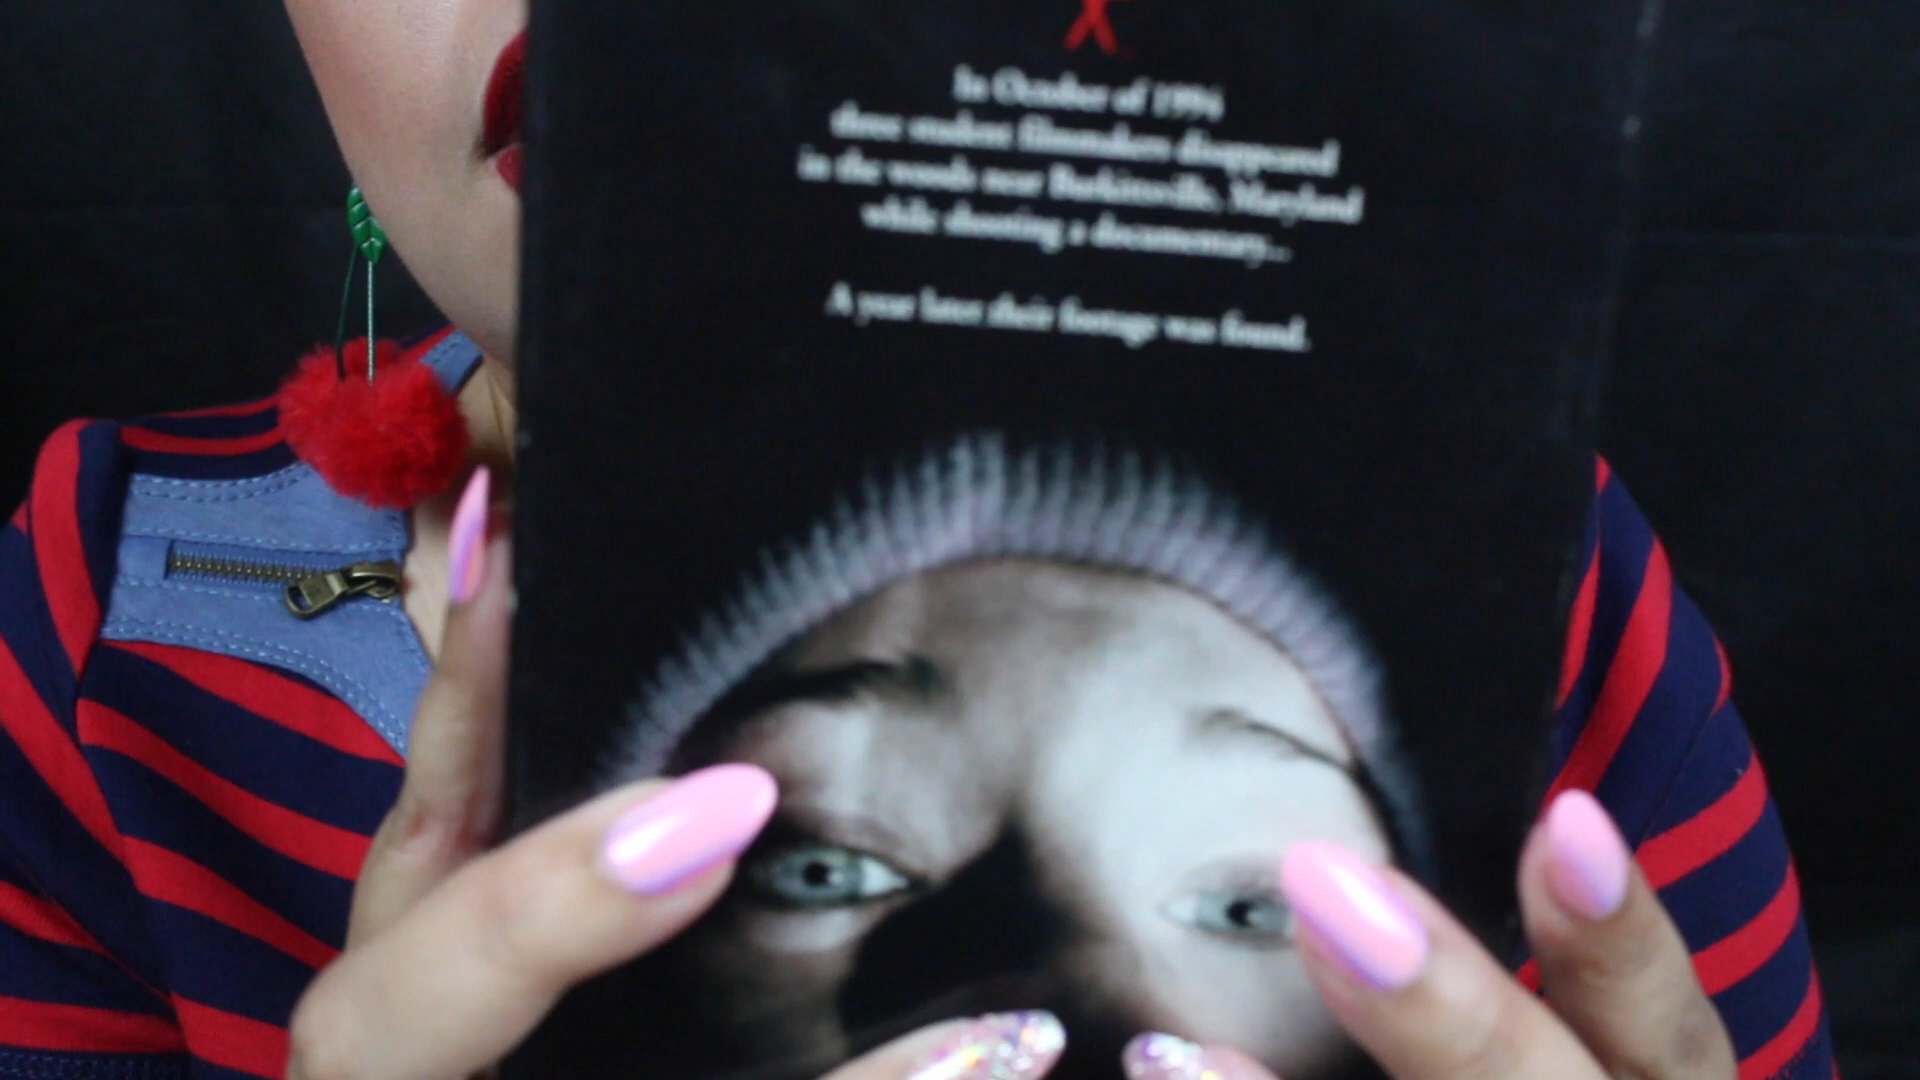 In October of 1994
three student filmmakers disappeared
in the woods near Burkittsville, Maryland
while shooting a documentary...
A year later their footage was found.